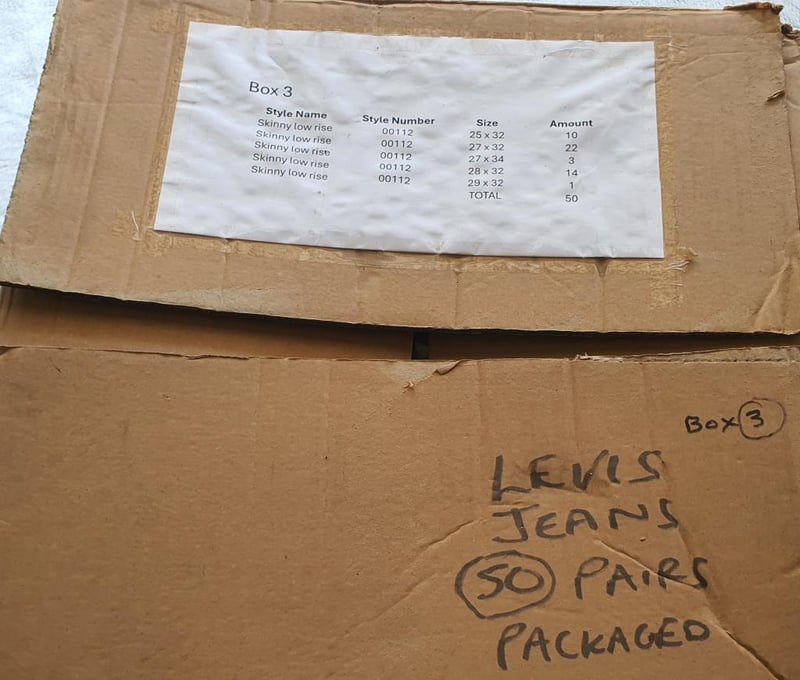 Box 3
Style Name Style Number Size Amount
Skinny low rise 00112 25 x 32 10
Skinny low rise 00112 27 x 32 22
Skinny low rise 00112 27 x 34 3
Skinny low rise 00112 28 x 32 14
Skinny low rise 00112 29 x 32 1
TOTAL 50
BOX 3
LEVIS
JEANS
50 PAIRS
PACKAGED